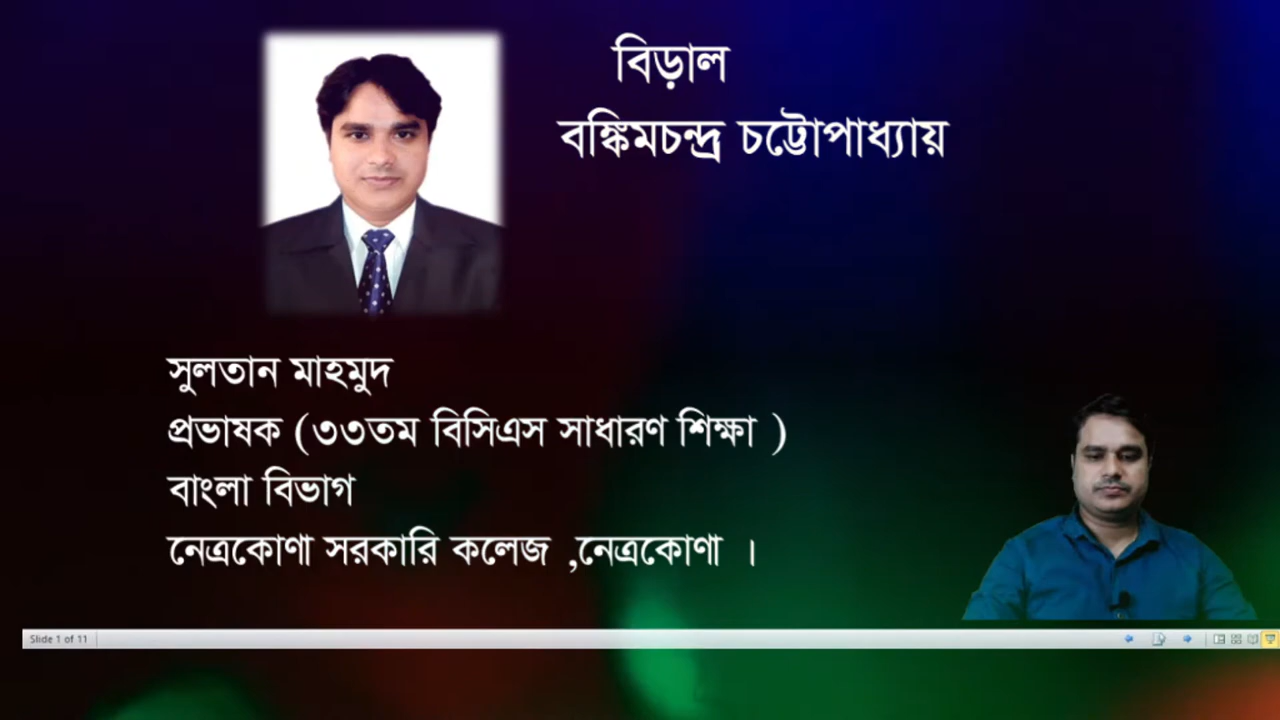 বিড়াল
বঙ্কিমচন্দ্র চট্টোপাধ্যায়
সুলতান মাহমুদ
প্রভাষক (৩৩তম বিসিএস সাধারণ শিক্ষা )
বাংলা বিভাগ
নেত্রকোণা সরকারি কলেজ ,নেত্রকোণা ।
Slide 1 of 11